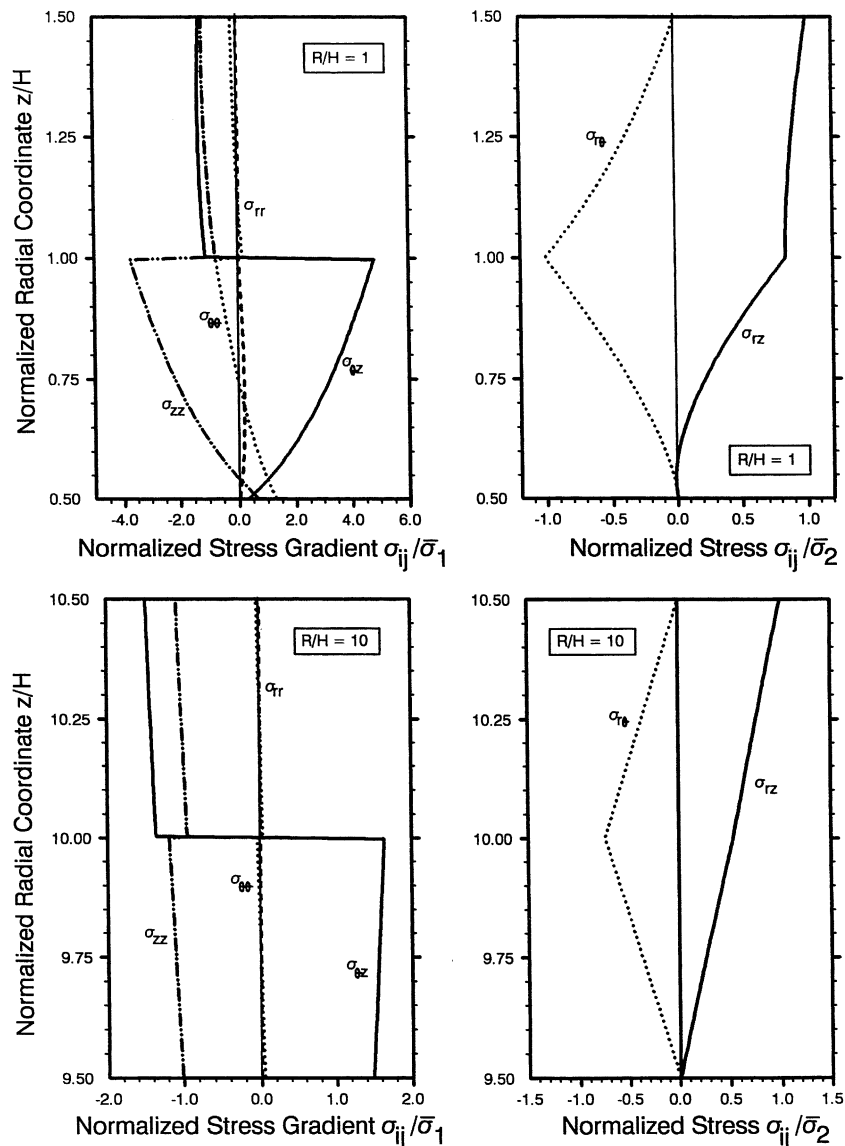 Normalized Radial Coordinate z/H
1.50
1.25
1.00
0.75
0.50
R/H = 1
σrr
σθθ
σθz
σzz
-4.0
-2.0
0.0
2.0
4.0
6.0
Normalized Stress Gradient σij/σ̄1
1.50
1.25
1.00
0.75
0.50
σrθ
σrz
R/H = 1
-1.0
-0.5
0.0
0.5
1.0
Normalized Stress σij/σ̄2
Normalized Radial Coordinate z/H
10.50
10.25
10.00
9.75
9.50
R/H = 10
σrr
σθθ
σzz
σθz
-2.0
-1.0
0.0
1.0
2.0
Normalized Stress Gradient σij/σ̄1
10.50
10.25
10.00
9.75
9.50
R/H = 10
σrθ
σrz
-1.5
-1.0
-0.5
0.0
0.5
1.0
1.5
Normalized Stress σij/σ̄2